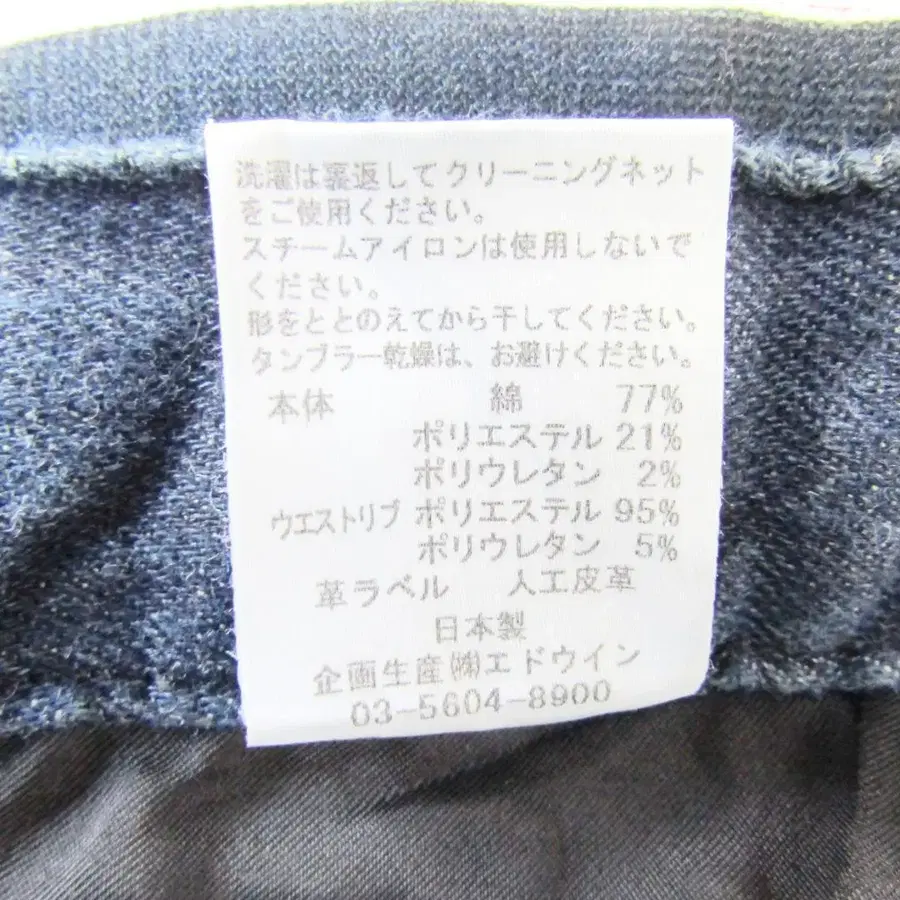 洗濯は裏返してクリーニングネット
をご使用ください。
スチームアイロンは使用しないで
ください。
形をととのえてから干してください。
タンブラー乾燥は、お避けください。
本体 綿 77%
ポリエステル 21%
ポリウレタン 2%
ウエストリブ ポリエステル 95%
ポリウレタン 5%
革ラベル 人工皮革
日本製
企画生産㈱エドウイン
03-5604-8900